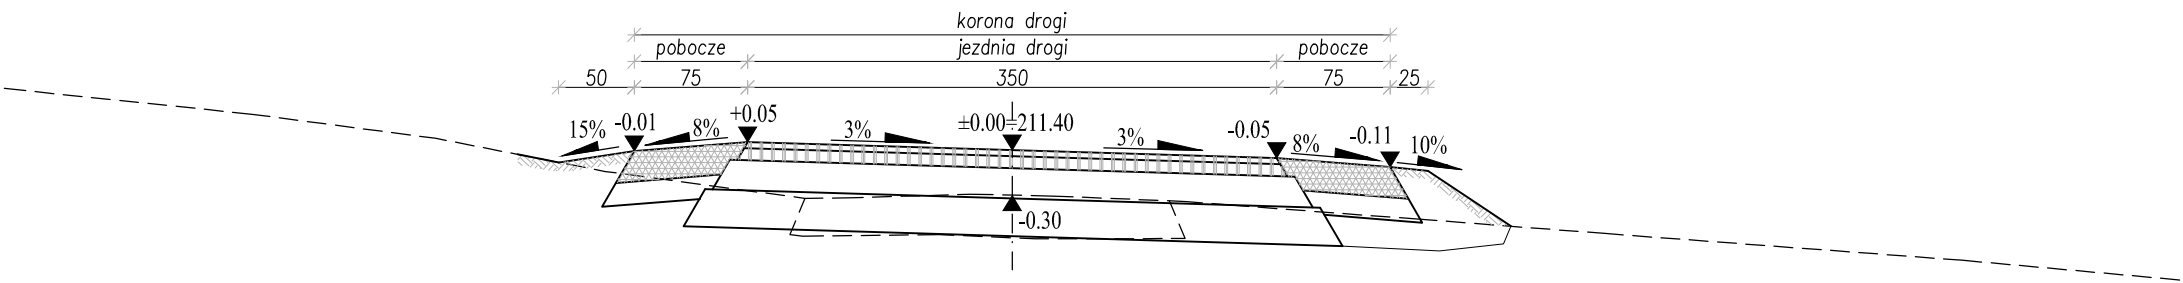 korona drogi
pobocze jezdnia drogi pobocze
50 75 350 75 25
15% -0.01 8% +0.05 3% ±0.00=211.40 3% -0.05 8% -0.11 10%
-0.30